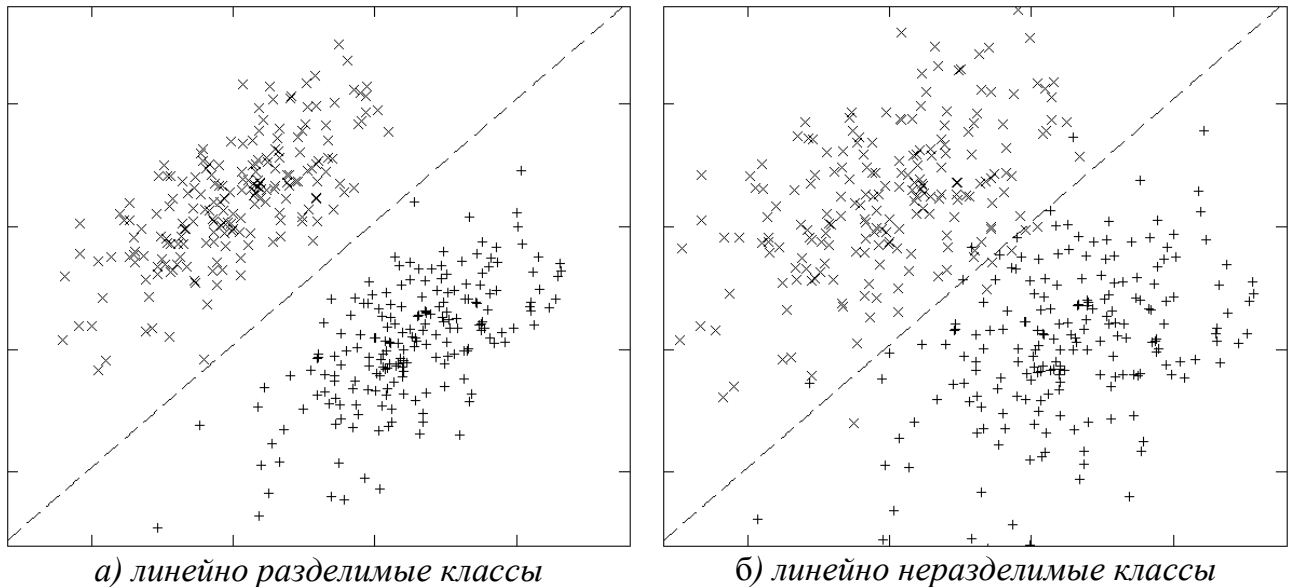 а) линейно разделимые классы
б) линейно неразделимые классы